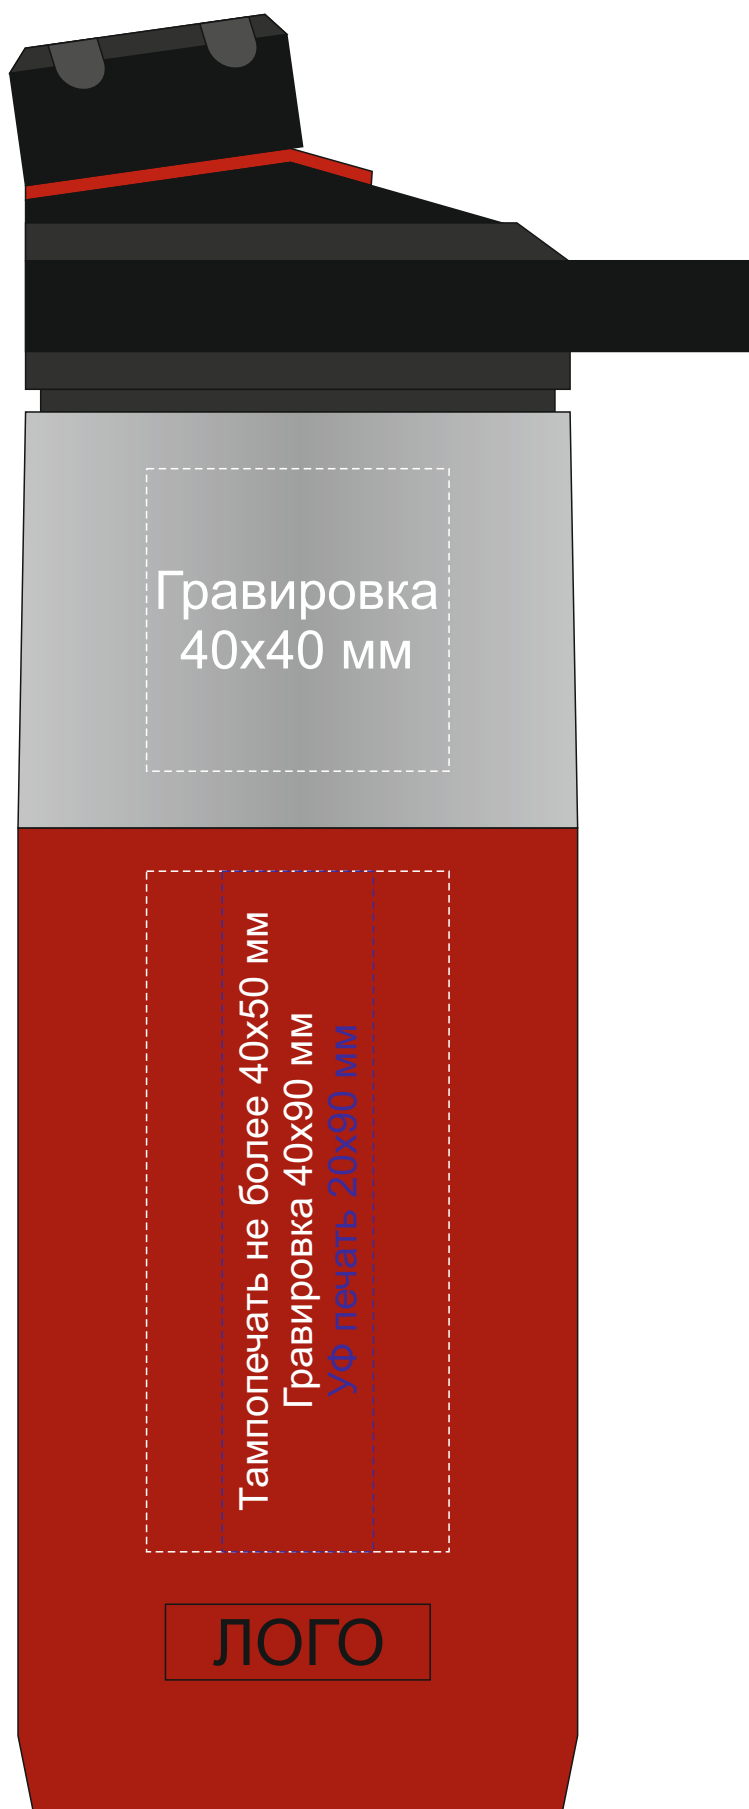 Гравировка
40х40 мм
Тампопечать не более 40х50 мм
Гравировка 40х90 мм
УФ печать 20х90 мм
ЛОГО